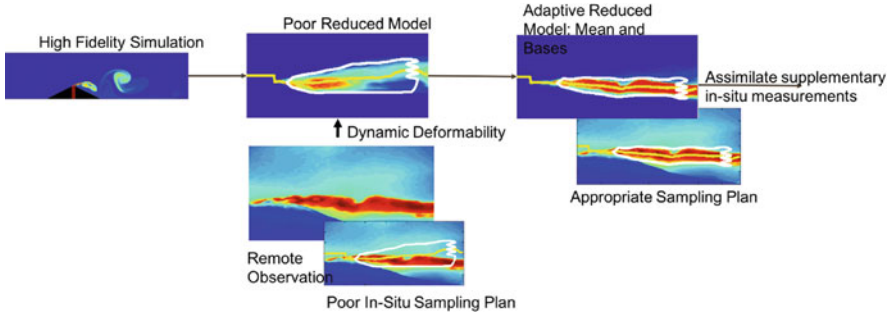 High Fidelity Simulation
Poor Reduced Model
Adaptive Reduced
Model: Mean and
Bases
Assimilate supplementary
in-situ measurements
Dynamic Deformability
Appropriate Sampling Plan
Remote
Observation
Poor In-Situ Sampling Plan